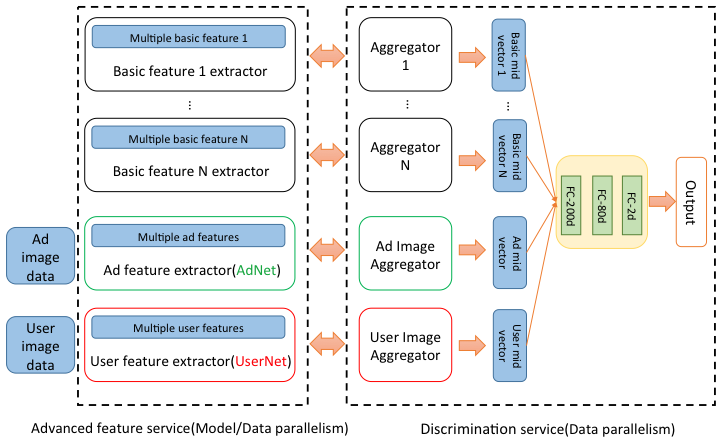 Multiple basic feature 1
Basic feature 1 extractor
...
Multiple basic feature N
Basic feature N extractor
Ad
image
data
Multiple ad features
Ad feature extractor(AdNet)
User
image
data
Multiple user features
User feature extractor(UserNet)
Advanced feature service(Model/Data parallelism)
Aggregator
1
...
Aggregator
N
Ad Image
Aggregator
User Image
Aggregator
Basic mid
vector 1
...
Basic mid
vector N
Ad mid
vector
User mid
vector
FC-200d
FC-80d
FC-2d
Output
Discrimination service(Data parallelism)